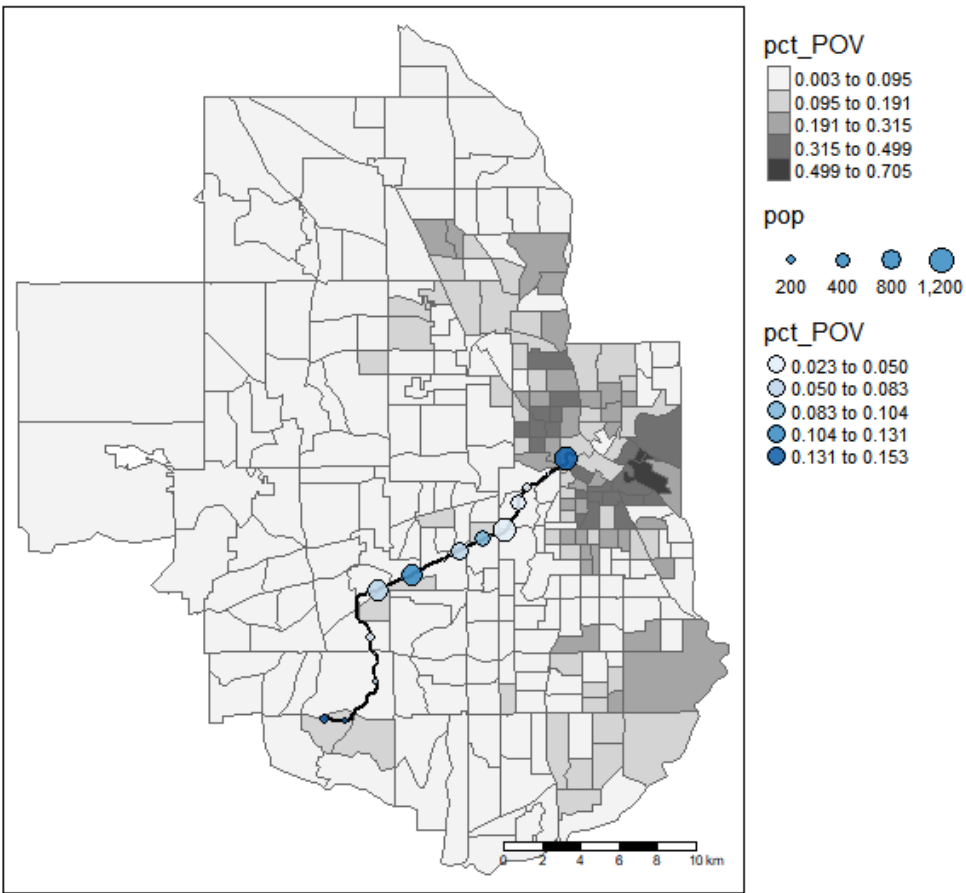 pct_POV
0.003 to 0.095
0.095 to 0.191
0.191 to 0.315
0.315 to 0.499
0.499 to 0.705
pop
200 400 800 1,200
pct_POV
0.023 to 0.050
0.050 to 0.083
0.083 to 0.104
0.104 to 0.131
0.131 to 0.153
0 2 4 6 8 10 km